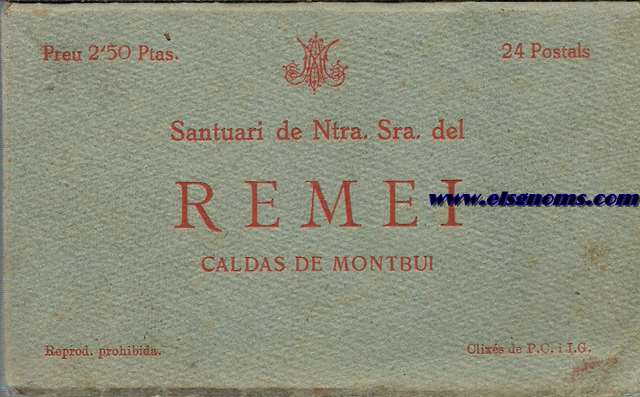 Preu 2'50 Ptas.
24 Postals
Santuari de Ntra. Sra. del
REMEI
www.elsgnoms.com
CALDAS DE MONTBUI
Reprod. prohibida.
Clixés de P.C. i I.G.